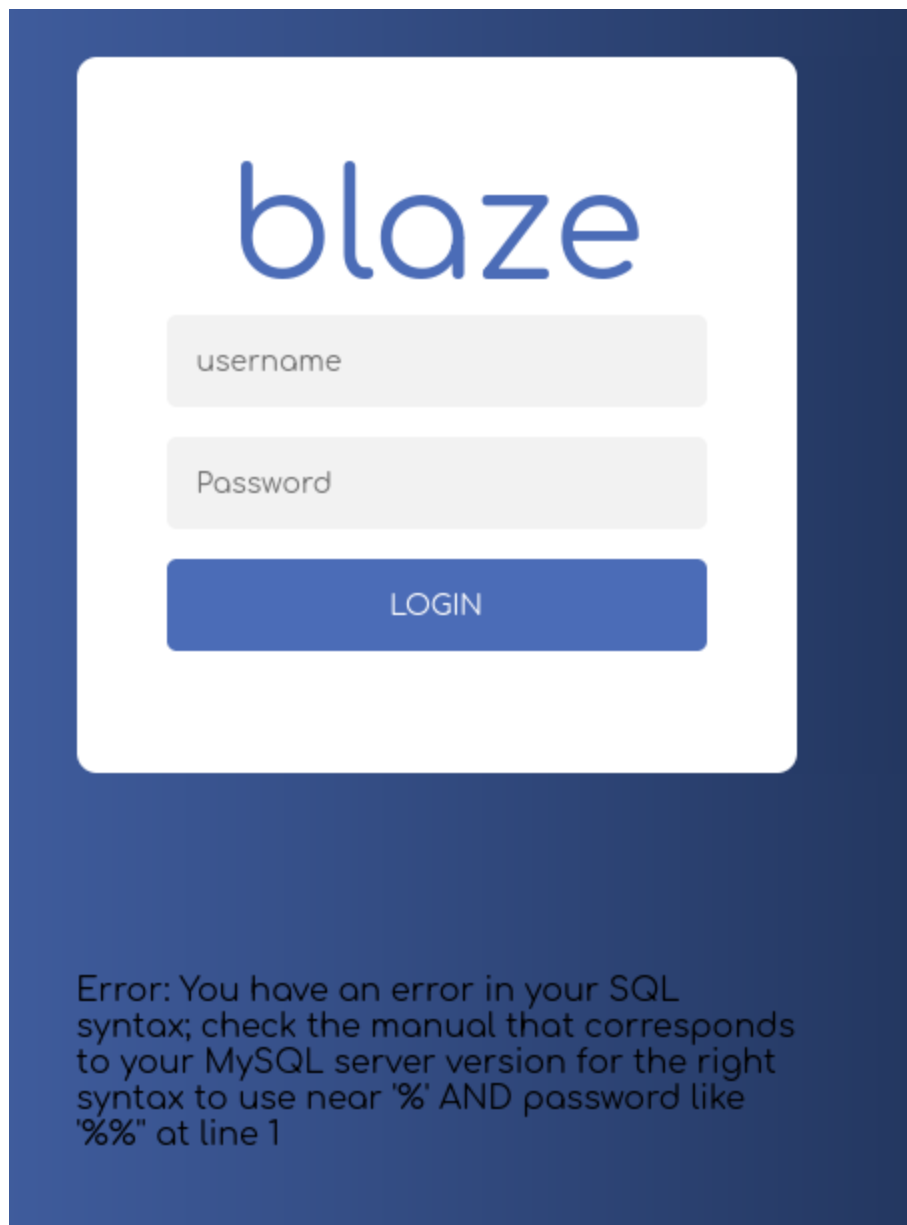 blaze
username
Password
LOGIN
Error: You have an error in your SQL
syntax; check the manual that corresponds
to your MySQL server version for the right
syntax to use near '%' AND password like
'%%'' at line 1